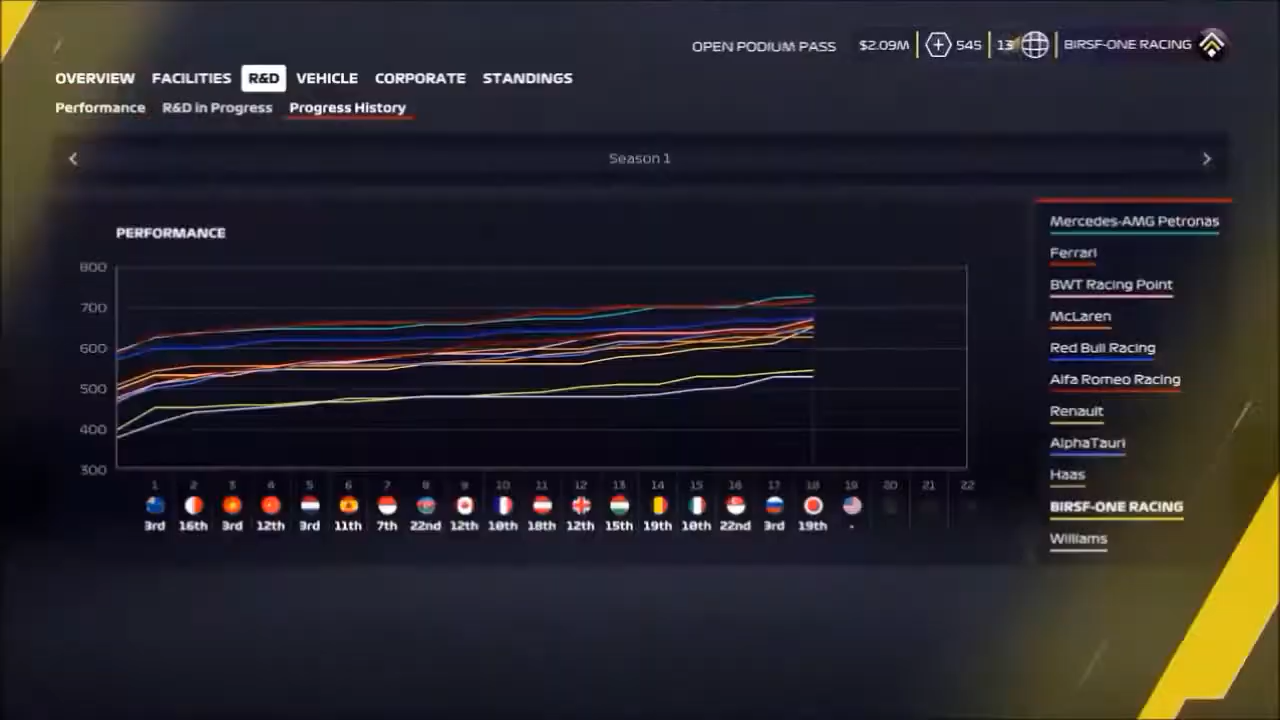 OPEN PODIUM PASS $2.09M 545 13 BIRSF-ONE RACING
OVERVIEW FACILITIES R&D VEHICLE CORPORATE STANDINGS
Performance R&D in Progress Progress History
Season 1
PERFORMANCE
800
700
600
500
400
300
1 2 3 4 5 6 7 8 9 10 11 12 13 14 15 16 17 18 19 20 21 22
3rd 16th 3rd 12th 3rd 11th 7th 22nd 12th 10th 18th 12th 15th 19th 10th 22nd 3rd 19th -
Mercedes-AMG Petronas
Ferrari
BWT Racing Point
McLaren
Red Bull Racing
Alfa Romeo Racing
Renault
AlphaTauri
Haas
BIRSF-ONE RACING
Williams